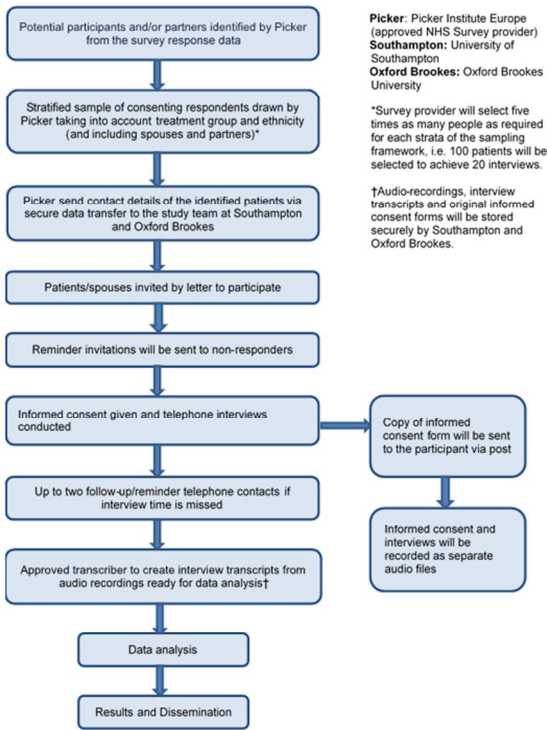 Potential participants and/or partners identified by Picker
from the survey response data
Stratified sample of consenting respondents drawn by
Picker taking into account treatment group and ethnicity
(and including spouses and partners)*
Picker send contact details of the identified patients via
secure data transfer to the study team at Southampton
and Oxford Brookes
Patients/spouses invited by letter to participate
Reminder invitations will be sent to non-responders
Informed consent given and telephone interviews
conducted
Up to two follow-up/reminder telephone contacts if
interview time is missed
Approved transcriber to create interview transcripts from
audio recordings ready for data analysis†
Data analysis
Results and Dissemination
Copy of informed
consent form will be sent
to the participant via post
Informed consent and
interviews will be
recorded as separate
audio files
Picker: Picker Institute Europe
(approved NHS Survey provider)
Southampton: University of
Southampton
Oxford Brookes: Oxford Brookes
University
*Survey provider will select five
times as many people as required
for each strata of the sampling
framework, i.e. 100 patients will be
selected to achieve 20 interviews.
†Audio-recordings, interview
transcripts and original informed
consent forms will be stored
securely by Southampton and
Oxford Brookes.